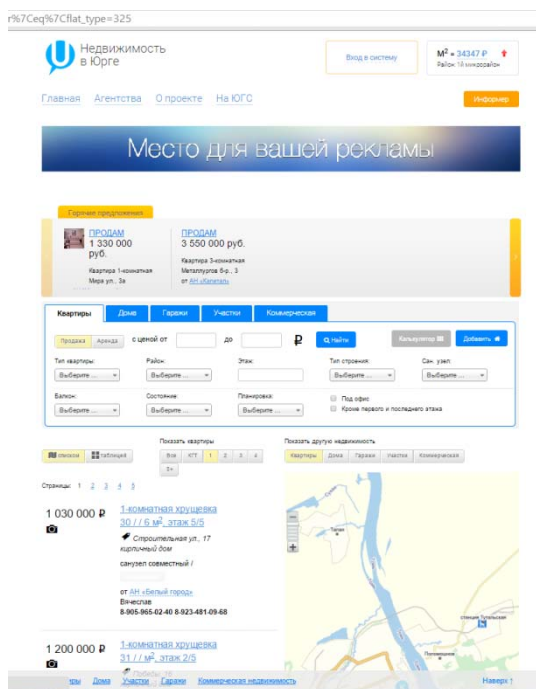 r%7Ceq%7Cflat_type=325
Недвижимость
в Юрге
Вход в систему
М² = 34347 ₽
Район: 1й микрорайон
Главная Агентства О проекте На ЮГС
Информер
Место для вашей рекламы
Горячие предложения
ПРОДАМ
1 330 000
руб.
Квартира 1-комнатная
Мира ул., 3а
ПРОДАМ
3 550 000 руб.
Квартира 3-комнатная
Металлургов б-р., 3
от АН «Капитал»
Квартиры Дома Гаражи Участки Коммерческая
Продажа Аренда с ценой от до ₽ Найти Калькулятор Добавить
Тип квартиры: Район: Этаж: Тип строения: Сан. узел:
Выберите ... Выберите ... Выберите ... Выберите ...
Балкон: Состояние: Планировка: Под офис
Выберите ... Выберите ... Выберите ... Кроме первого и последнего этажа
Показать квартиры Показать другую недвижимость
списком таблицей Все КГТ 1 2 3 4 Квартиры Дома Гаражи Участки Коммерческая
5+
Страницы: 1 2 3 4 5
1 030 000 ₽
1-комнатная хрущевка
30 / / 6 м², этаж 5/5
Строительная ул., 17
кирпичный дом
санузел совместный /
от АН «Белый город»
Вячеслав
8-905-965-02-40 8-923-481-09-68
1 200 000 ₽
1-комнатная хрущевка
31 / / м², этаж 2/5
Талая
станция Тутальская
Поломошное
Дома Участки Гаражи Коммерческая недвижимость Наверх ↑